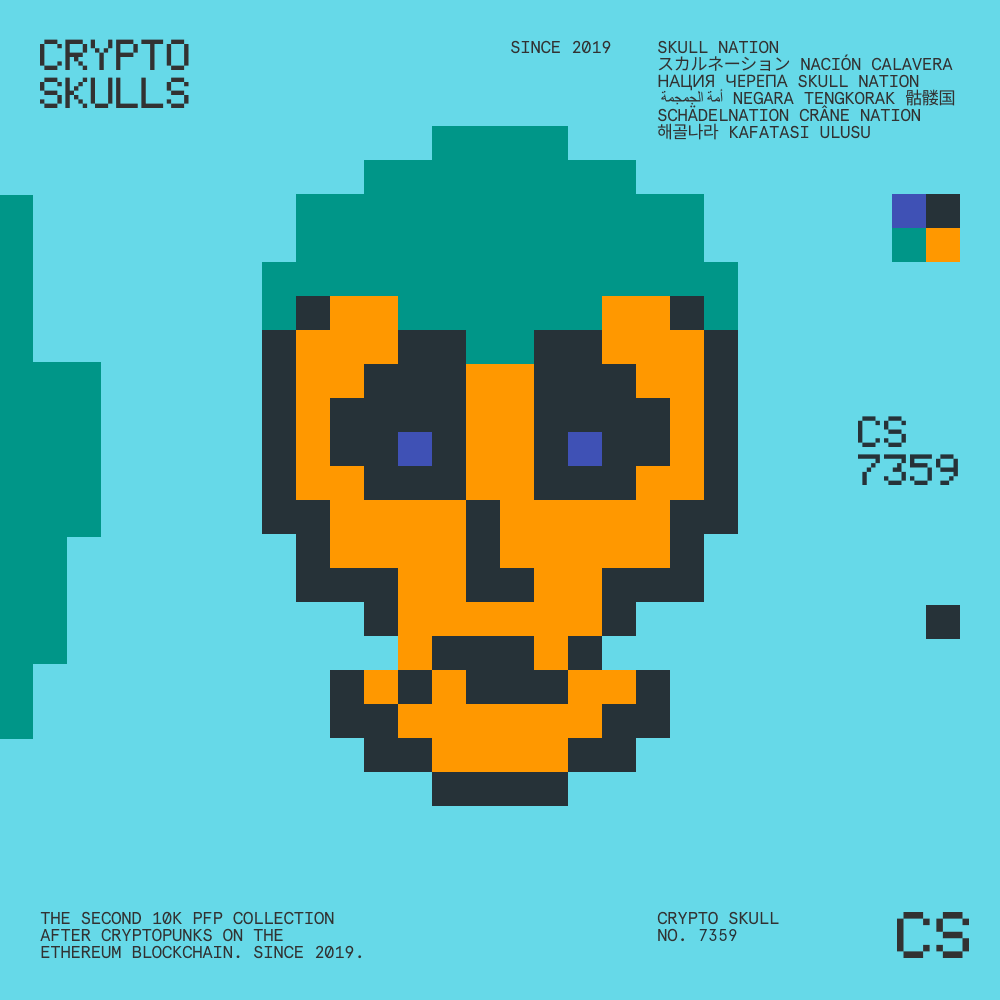 CRYPTO
SKULLS
SINCE 2019
SKULL NATION
スカルネーション NACIÓN CALAVERA
НАЦИЯ ЧЕРЕПА SKULL NATION
أمة الجمجمة NEGARA TENGKORAK 骷髅国
SCHÄDELNATION CRÂNE NATION
해골나라 KAFATASI ULUSU
CS
7359
THE SECOND 10K PFP COLLECTION
AFTER CRYPTOPUNKS ON THE
ETHEREUM BLOCKCHAIN. SINCE 2019.
CRYPTO SKULL
NO. 7359
CS